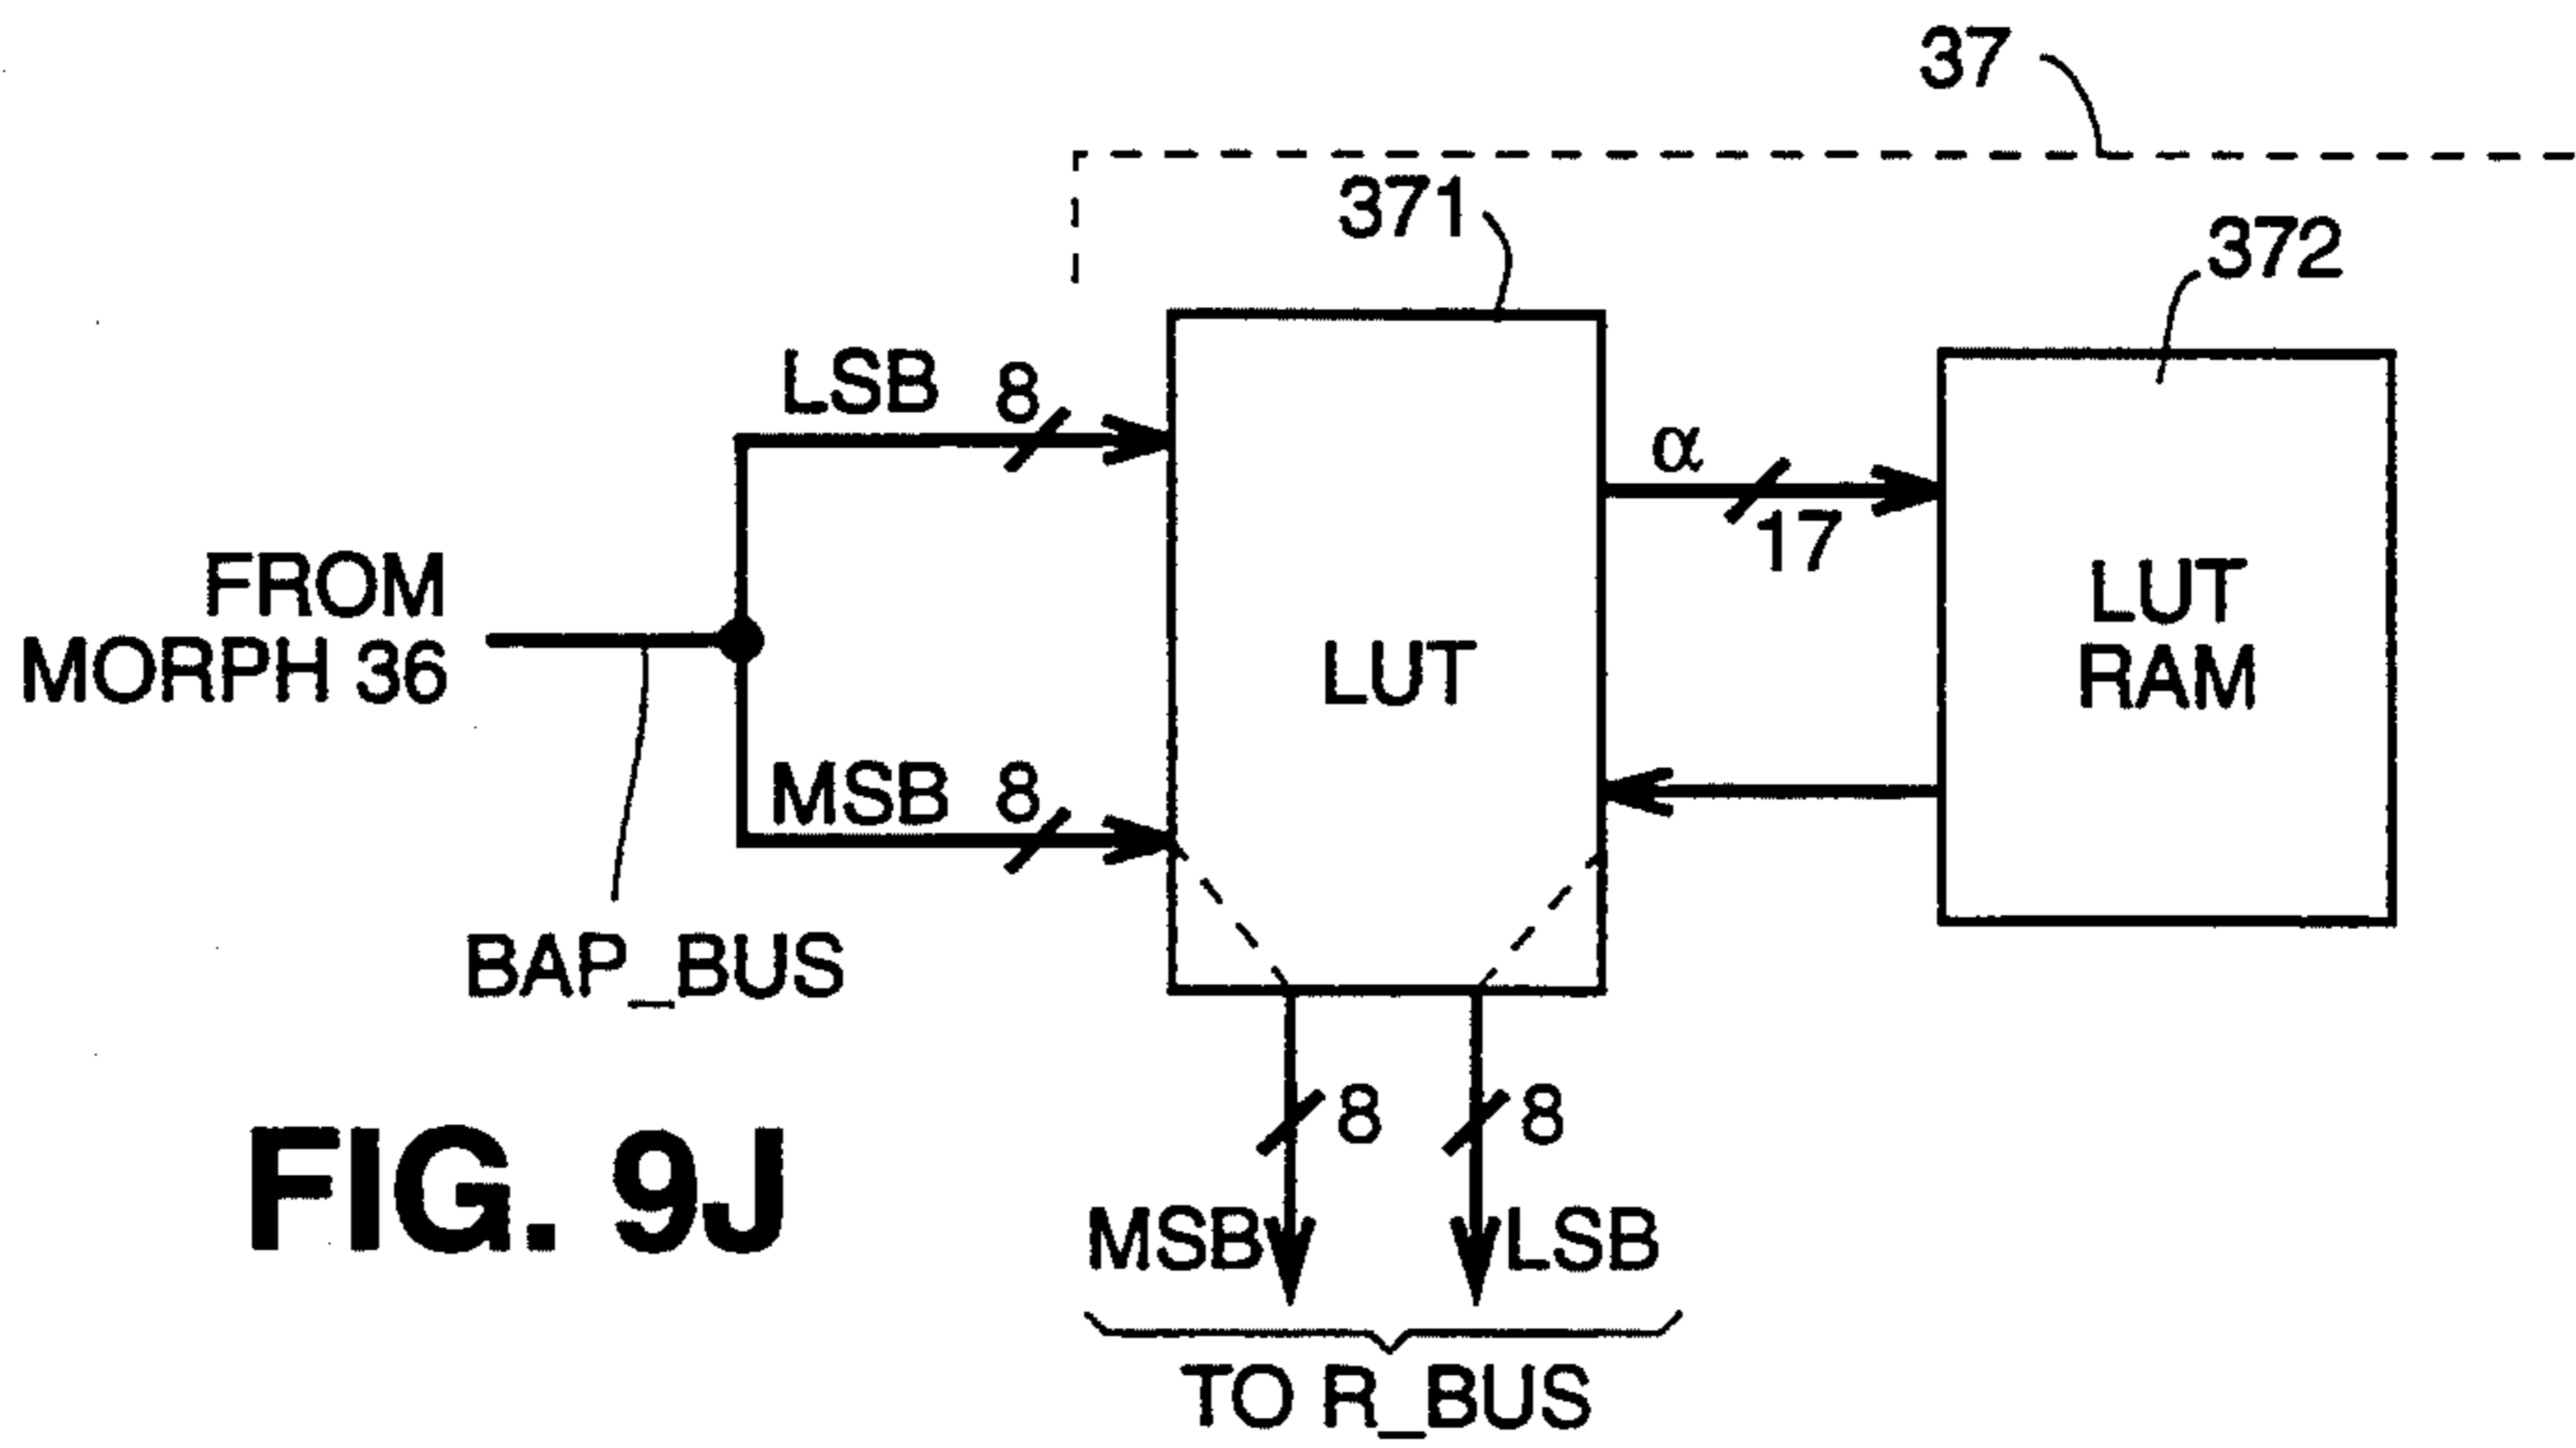 37
371
372
LSB 8
α
17
FROM
MORPH 36
LUT
LUT
RAM
MSB 8
BAP_BUS
8 8
MSB LSB
TO R_BUS
FIG. 9J